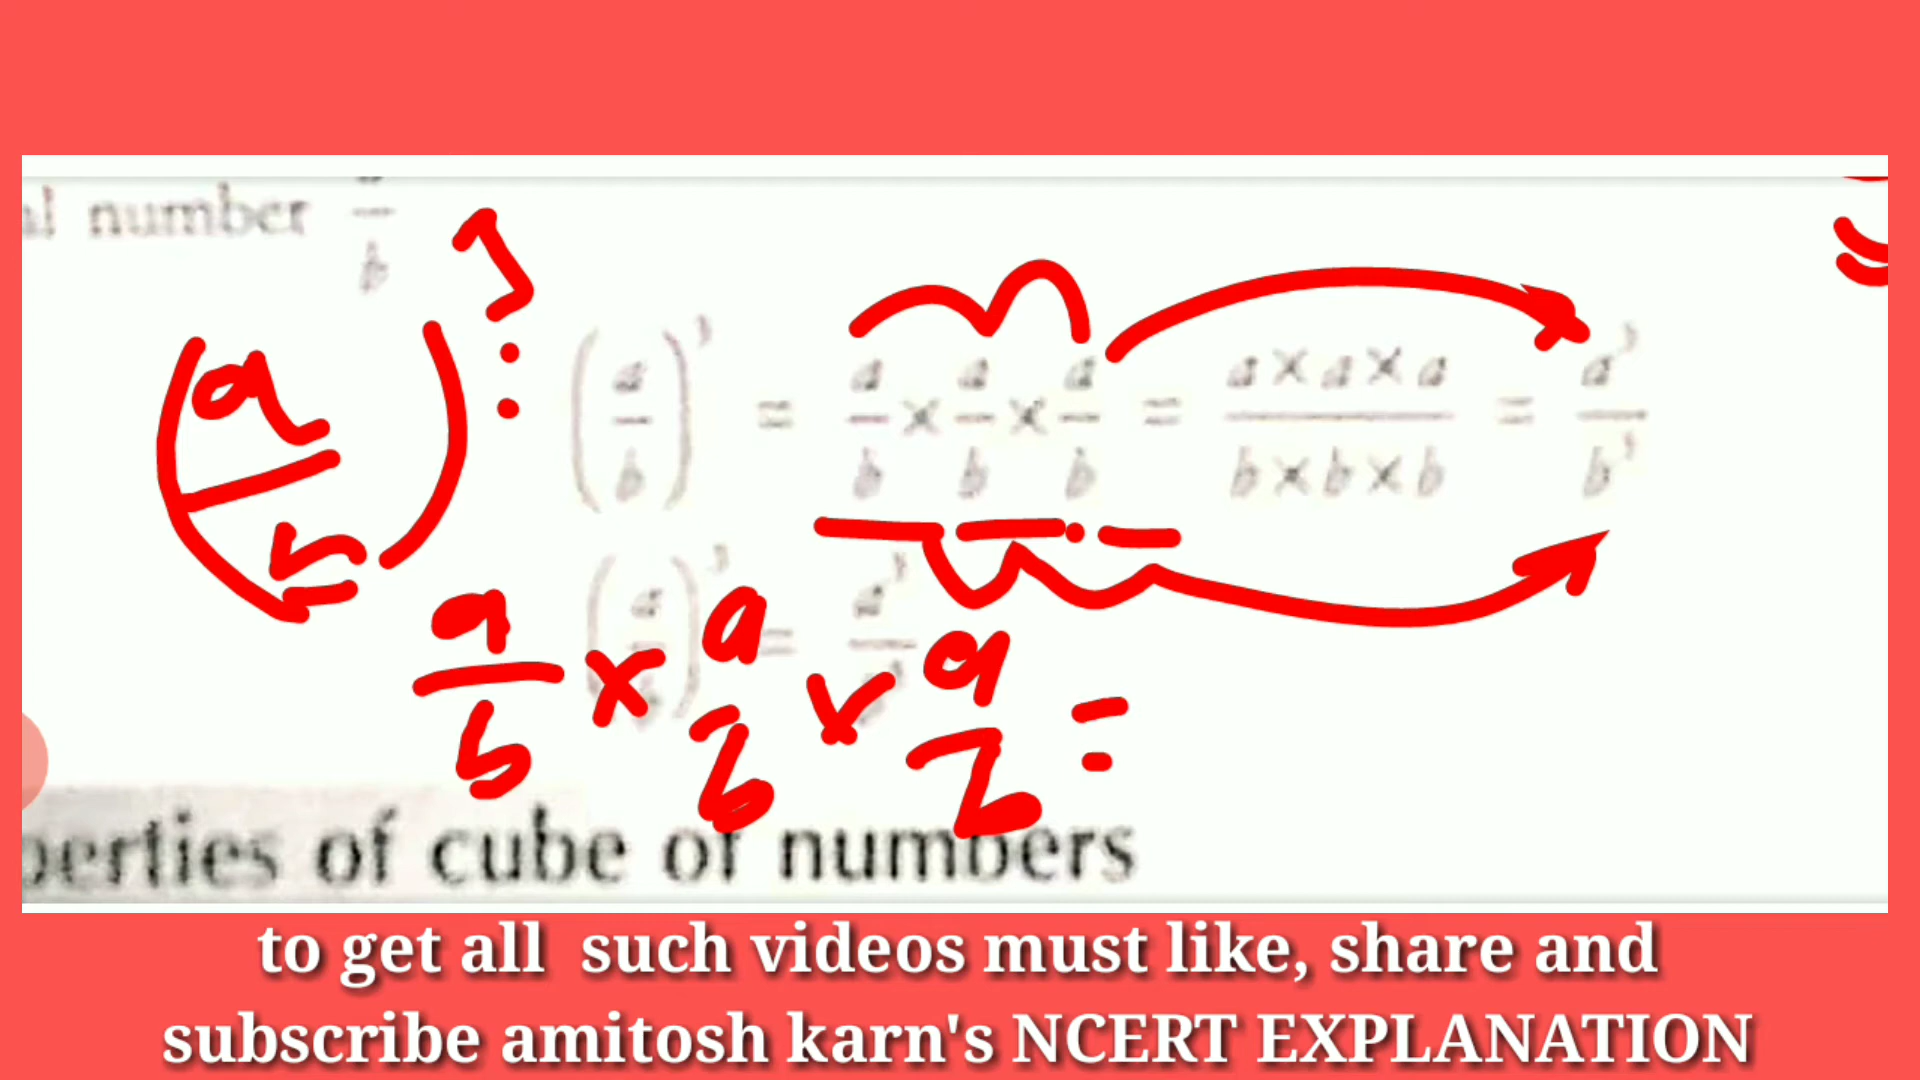 al number a/b
(a/b)³ = a/b × a/b × a/b = a×a×a / b×b×b = a³/b³
(a/b)³ =
(a/b)³ = a³
a/b × a/b × a/b =
perties of cube of numbers
to get all such videos must like, share and
subscribe amitosh karn's NCERT EXPLANATION